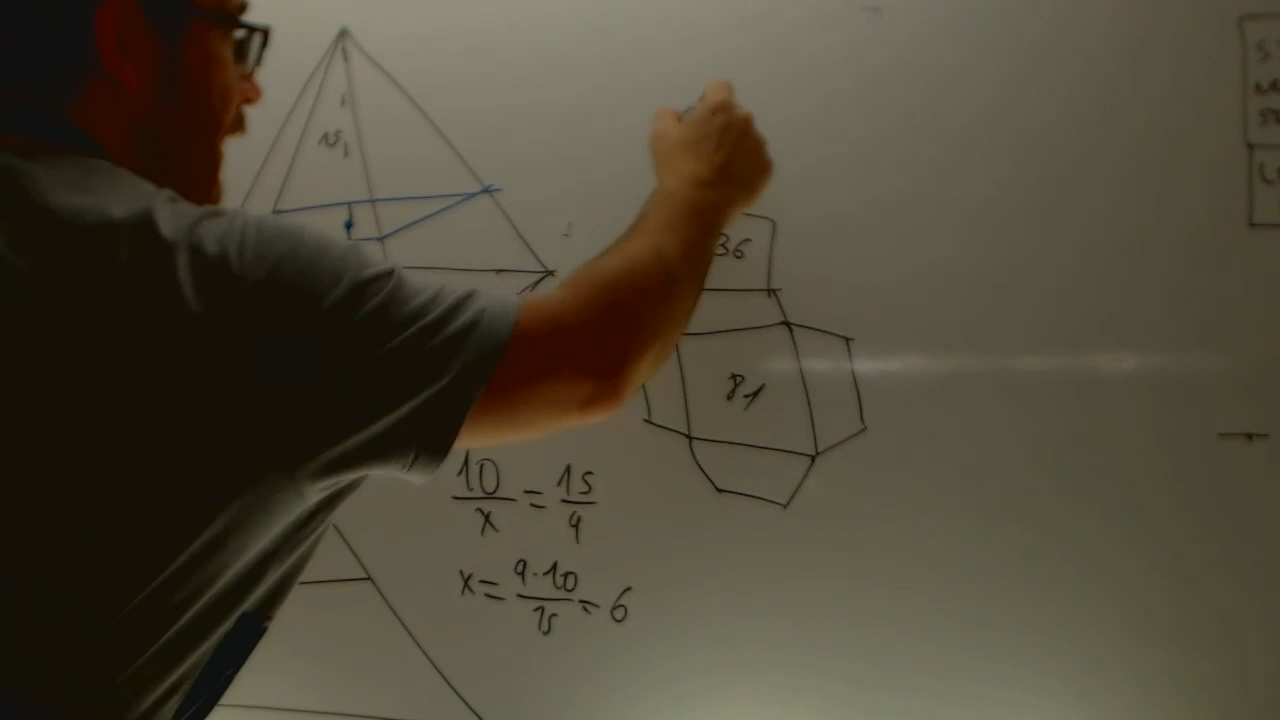 15
36
81
10/x = 15/9
x = 9·10/15 = 6